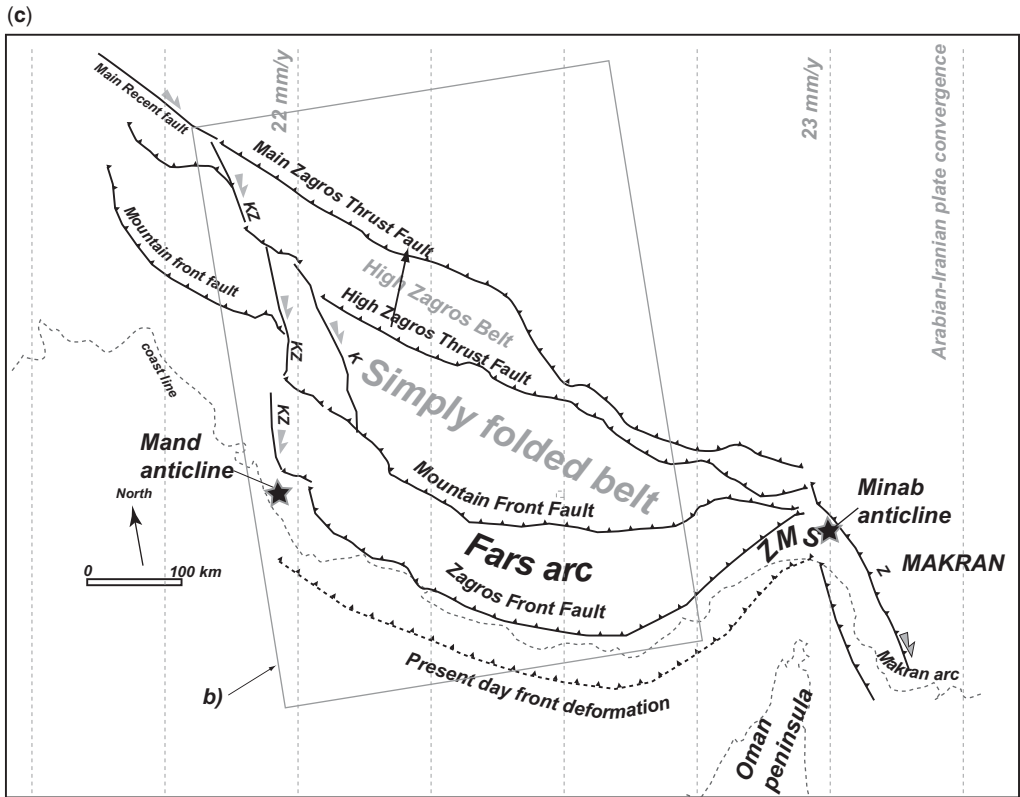 (c)
Main Recent fault
22 mm/y
23 mm/y
Arabian-Iranian plate convergence
Main Zagros Thrust Fault
KZ
Mountain front fault
High Zagros Belt
High Zagros Thrust Fault
KZ
K
coast line
Simply folded belt
KZ
Mand
anticline
North
0 100 km
Mountain Front Fault
Minab
anticline
ZMS
Z
MAKRAN
Fars arc
Zagros Front Fault
Makran arc
Present day front deformation
b)
Oman
peninsula